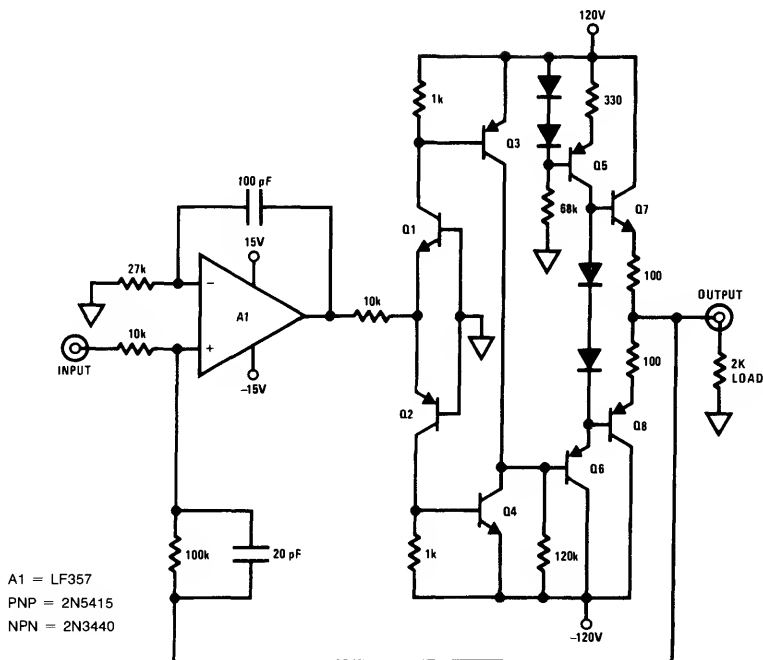 120V
1k
330
Q3
Q5
100 pF
68k
Q7
Q1
15V
27k
100
−
A1
10k
OUTPUT
10k
+
INPUT
−15V
100
2K
LOAD
Q2
Q8
Q6
Q4
100k
20 pF
1k
120k
A1 = LF357
PNP = 2N5415
NPN = 2N3440
−120V